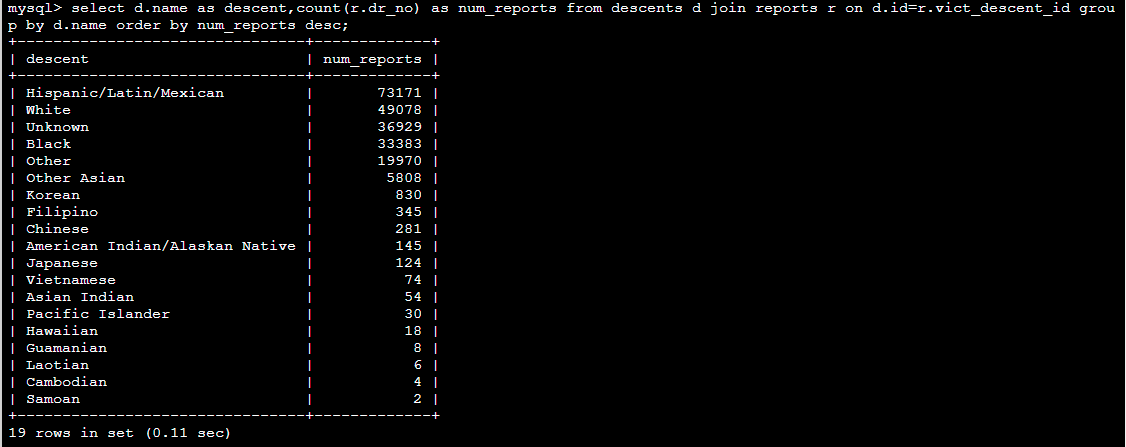 mysql> select d.name as descent,count(r.dr_no) as num_reports from descents d join reports r on d.id=r.vict_descent_id grou
p by d.name order by num_reports desc;
+--------------------------------+-------------+
| descent                        | num_reports |
+--------------------------------+-------------+
| Hispanic/Latin/Mexican         |       73171 |
| White                          |       49078 |
| Unknown                        |       36929 |
| Black                          |       33383 |
| Other                          |       19970 |
| Other Asian                    |        5808 |
| Korean                         |         830 |
| Filipino                       |         345 |
| Chinese                        |         281 |
| American Indian/Alaskan Native |         145 |
| Japanese                       |         124 |
| Vietnamese                     |          74 |
| Asian Indian                   |          54 |
| Pacific Islander               |          30 |
| Hawaiian                       |          18 |
| Guamanian                      |           8 |
| Laotian                        |           6 |
| Cambodian                      |           4 |
| Samoan                         |           2 |
+--------------------------------+-------------+
19 rows in set (0.11 sec)